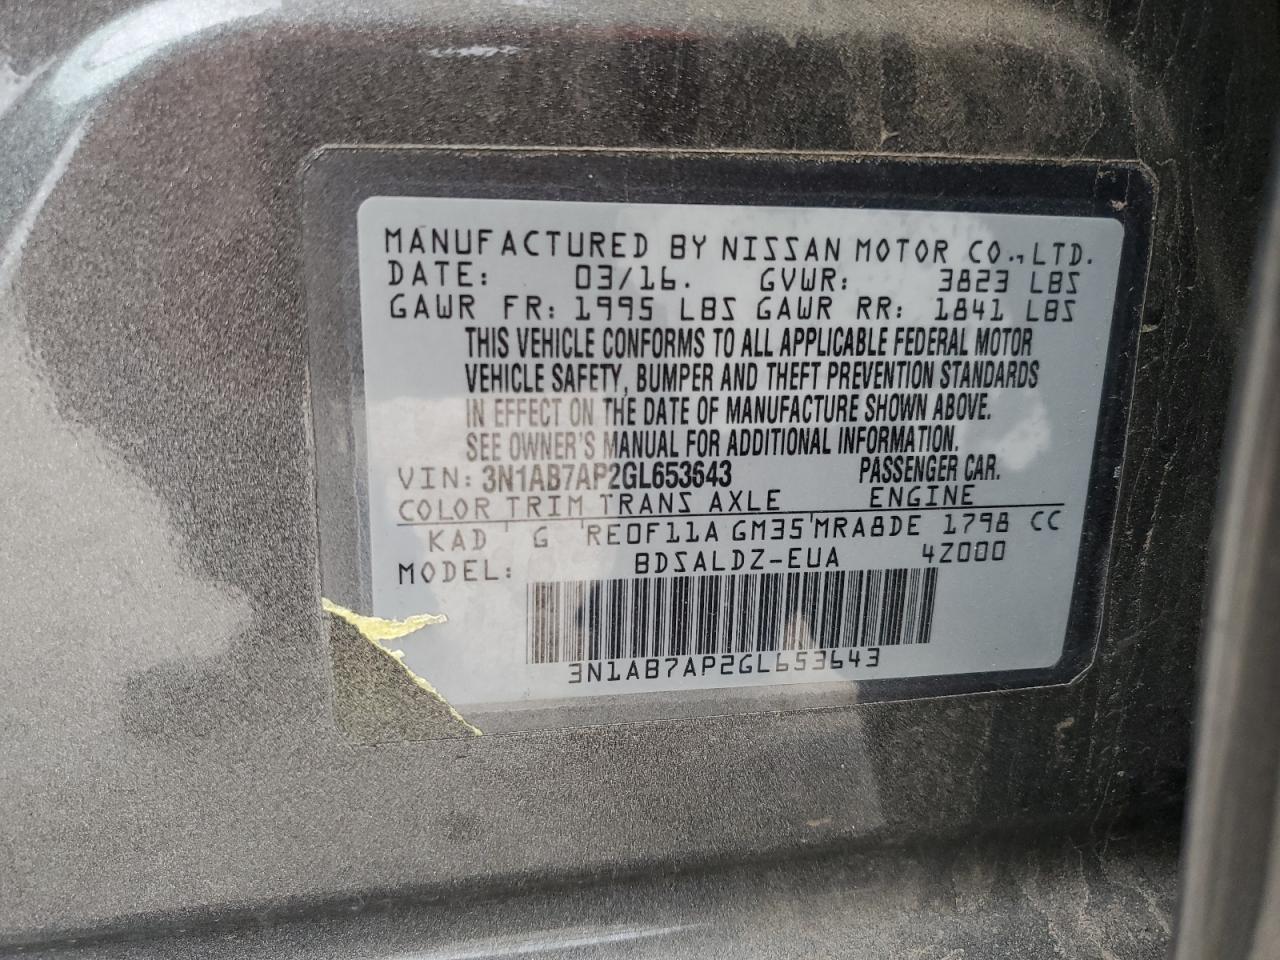 MANUFACTURED BY NISSAN MOTOR CO., LTD.
DATE: 03/16. GVWR: 3823 LBS
GAWR FR: 1995 LBS GAWR RR: 1841 LBS
THIS VEHICLE CONFORMS TO ALL APPLICABLE FEDERAL MOTOR
VEHICLE SAFETY, BUMPER AND THEFT PREVENTION STANDARDS
IN EFFECT ON THE DATE OF MANUFACTURE SHOWN ABOVE.
SEE OWNER'S MANUAL FOR ADDITIONAL INFORMATION.
VIN: 3N1AB7AP2GL653643 PASSENGER CAR.
COLOR TRIM TRANS AXLE ENGINE
KAD G RE0F11A GM35 MRA8DE 1798 CC
MODEL: BDSALDZ-EUA 4Z000
3N1AB7AP2GL653643